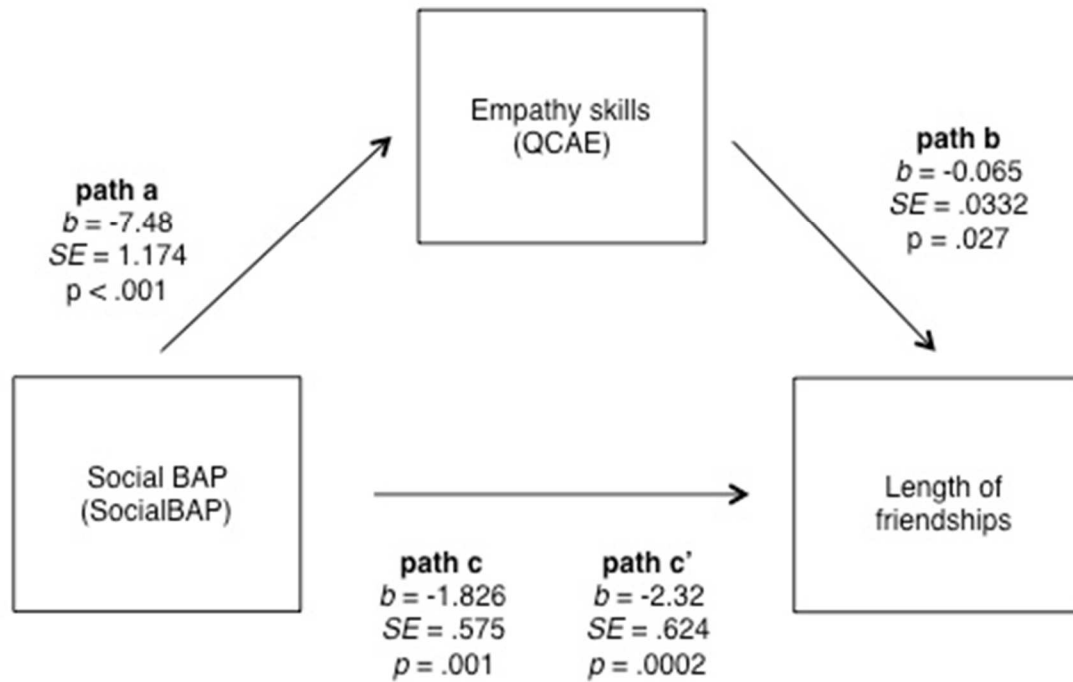 Empathy skills
(QCAE)
path a
b = -7.48
SE = 1.174
p < .001
path b
b = -0.065
SE = .0332
p = .027
Social BAP
(SocialBAP)
Length of
friendships
path c
b = -1.826
SE = .575
p = .001
path c’
b = -2.32
SE = .624
p = .0002